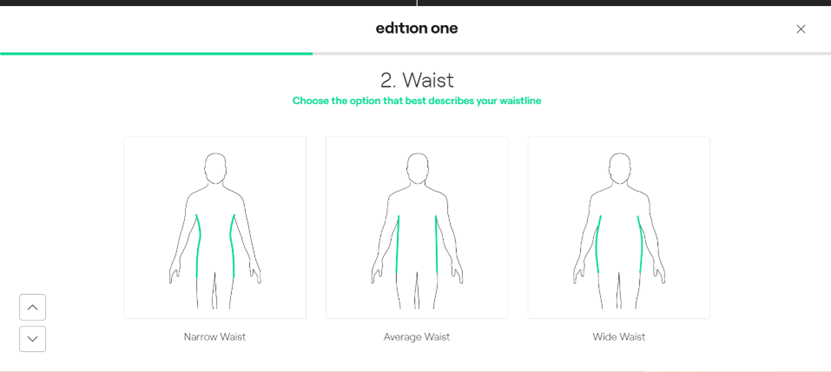 edition one
2. Waist
Choose the option that best describes your waistline
Narrow Waist
Average Waist
Wide Waist